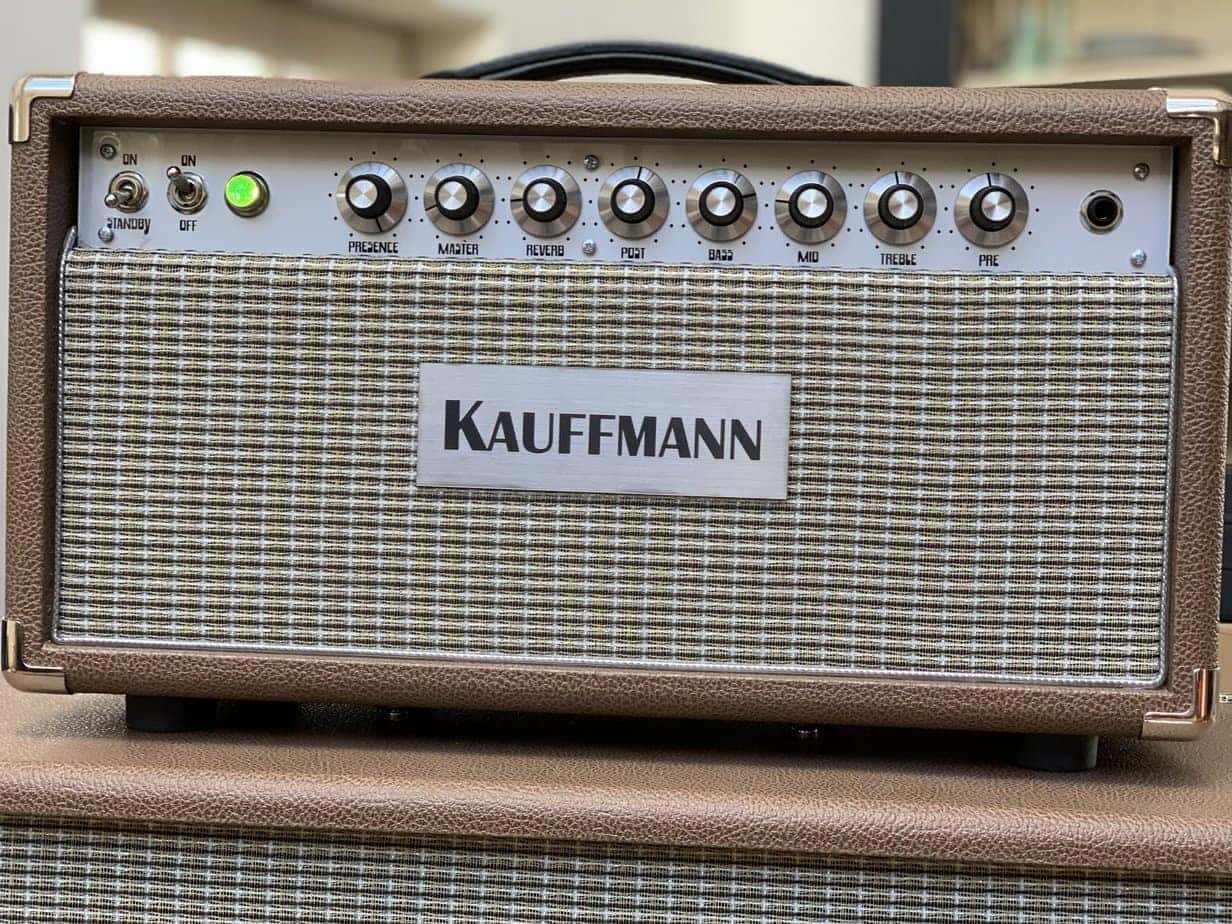 ON
ON
STANDBY
OFF
PRESENCE
MASTER
REVERB
POST
BASS
MID
TREBLE
PRE
KAUFFMANN